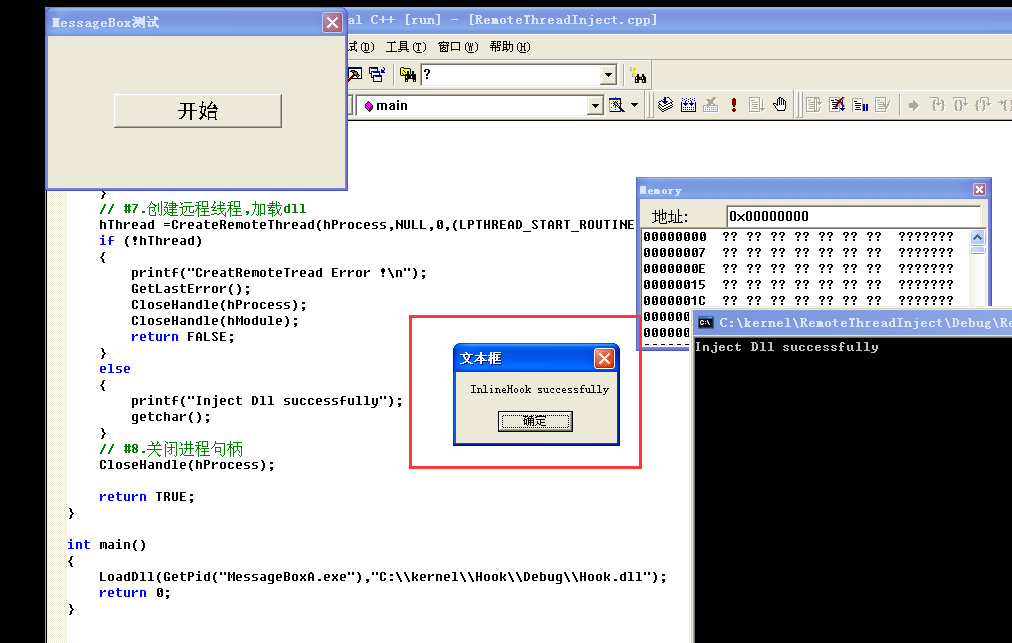 MessageBox测试
al C++ [run] - [RemoteThreadInject.cpp]
试(D) 工具(T) 窗口(W) 帮助(H)
?
main
开始
}
// #7.创建远程线程,加载dll
hThread =CreateRemoteThread(hProcess,NULL,0,(LPTHREAD_START_ROUTINE
if (!hThread)
{
printf("CreatRemoteTread Error !\n");
GetLastError();
CloseHandle(hProcess);
CloseHandle(hModule);
return FALSE;
}
else
{
printf("Inject Dll successfully");
getchar();
}
// #8.关闭进程句柄
CloseHandle(hProcess);
return TRUE;
}
int main()
{
LoadDll(GetPid("MessageBoxA.exe"),"C:\\kernel\\Hook\\Debug\\Hook.dll");
return 0;
}
Memory
地址: 0x00000000
00000000 ?? ?? ?? ?? ?? ?? ?? ???????
00000007 ?? ?? ?? ?? ?? ?? ?? ???????
0000000E ?? ?? ?? ?? ?? ?? ?? ???????
00000015 ?? ?? ?? ?? ?? ?? ?? ???????
0000001C ?? ?? ?? ?? ?? ?? ?? ???????
000000
000000
C:\kernel\RemoteThreadInject\Debug\Re
Inject Dll successfully
文本框
InlineHook successfully
确定